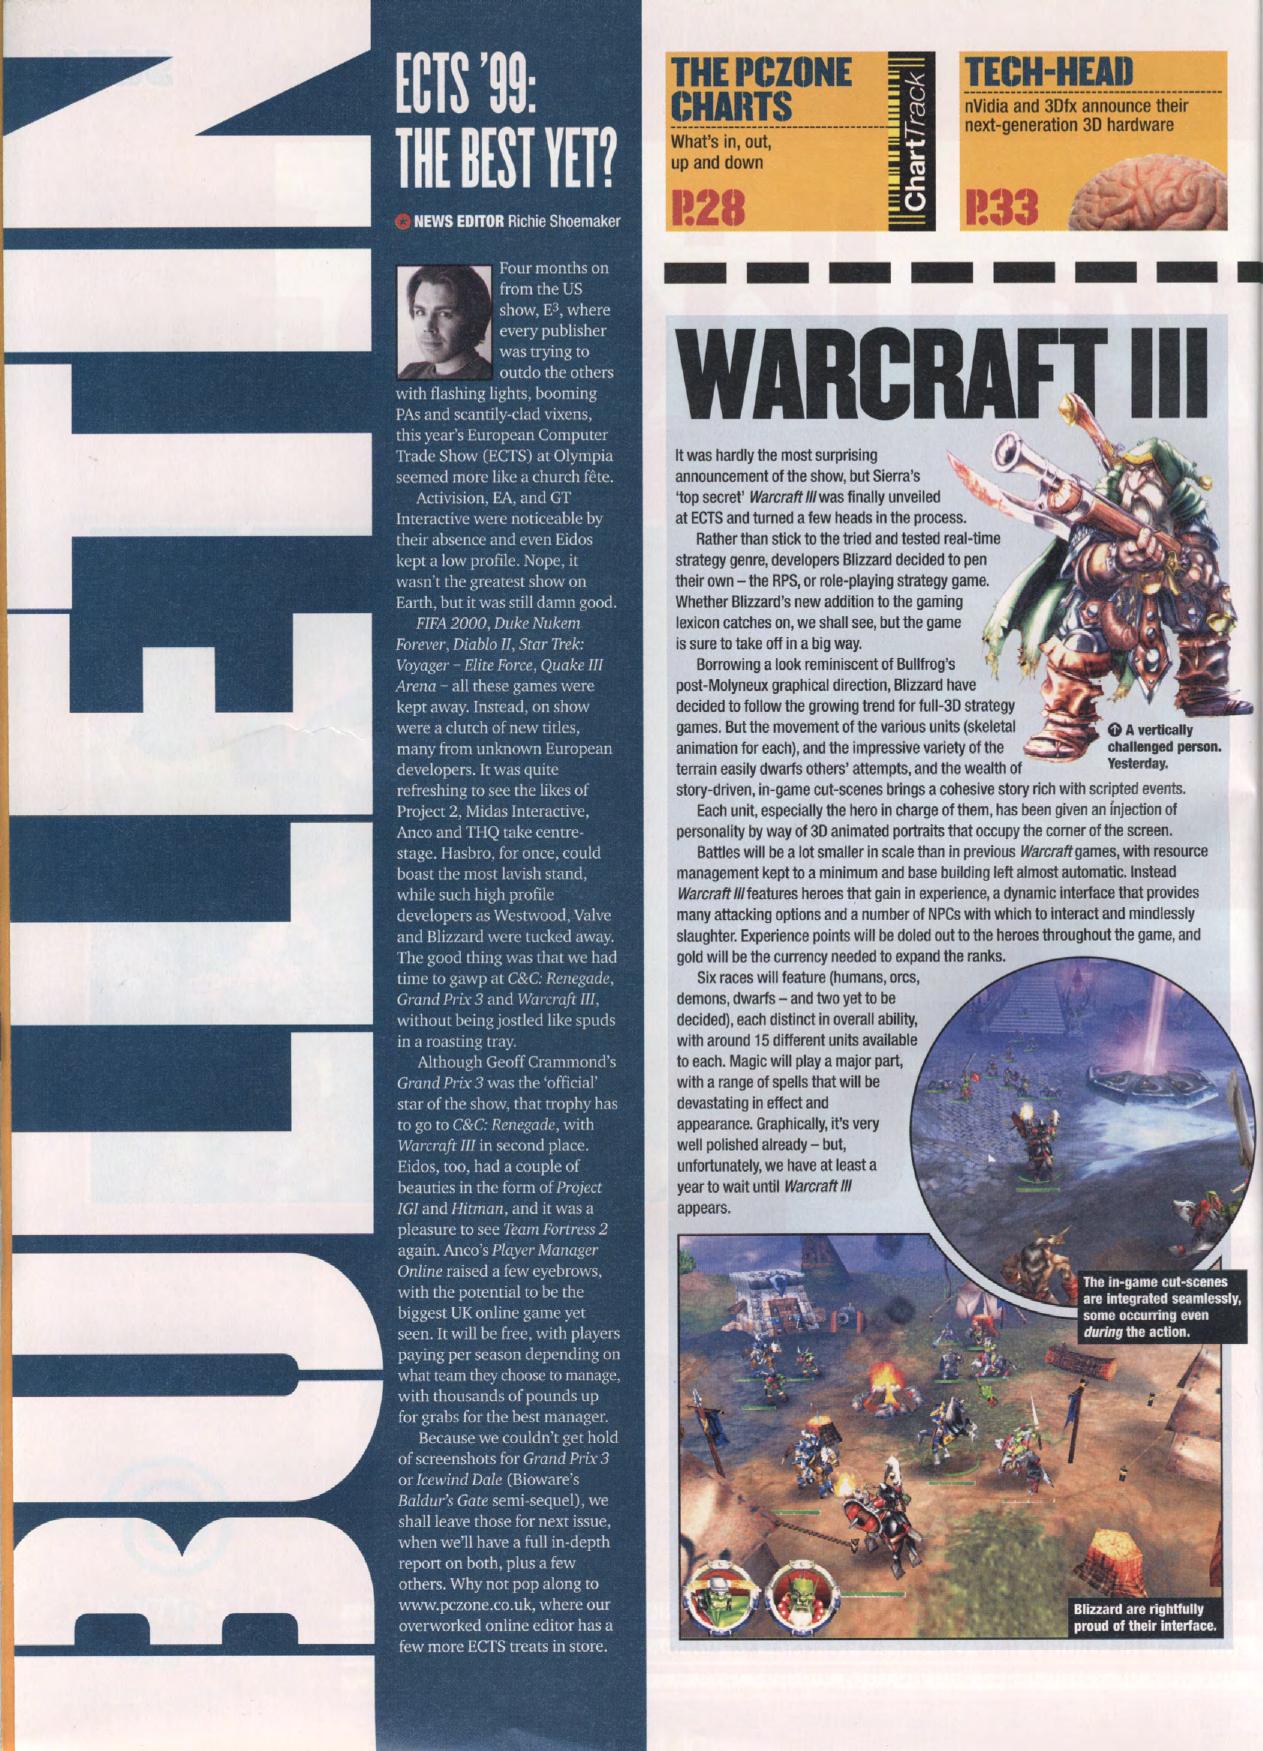 BULLETIN
ECTS '99:
THE BEST YET?
NEWS EDITOR Richie Shoemaker
Four months on
from the US
show, E³, where
every publisher
was trying to
outdo the others
with flashing lights, booming
PAs and scantily-clad vixens,
this year's European Computer
Trade Show (ECTS) at Olympia
seemed more like a church fête.
Activision, EA, and GT
Interactive were noticeable by
their absence and even Eidos
kept a low profile. Nope, it
wasn't the greatest show on
Earth, but it was still damn good.
FIFA 2000, Duke Nukem
Forever, Diablo II, Star Trek:
Voyager – Elite Force, Quake III
Arena – all these games were
kept away. Instead, on show
were a clutch of new titles,
many from unknown European
developers. It was quite
refreshing to see the likes of
Project 2, Midas Interactive,
Anco and THQ take centre-
stage. Hasbro, for once, could
boast the most lavish stand,
while such high profile
developers as Westwood, Valve
and Blizzard were tucked away.
The good thing was that we had
time to gawp at C&C: Renegade,
Grand Prix 3 and Warcraft III,
without being jostled like spuds
in a roasting tray.
Although Geoff Crammond's
Grand Prix 3 was the 'official'
star of the show, that trophy has
to go to C&C: Renegade, with
Warcraft III in second place.
Eidos, too, had a couple of
beauties in the form of Project
IGI and Hitman, and it was a
pleasure to see Team Fortress 2
again. Anco's Player Manager
Online raised a few eyebrows,
with the potential to be the
biggest UK online game yet
seen. It will be free, with players
paying per season depending on
what team they choose to manage,
with thousands of pounds up
for grabs for the best manager.
Because we couldn't get hold
of screenshots for Grand Prix 3
or Icewind Dale (Bioware's
Baldur's Gate semi-sequel), we
shall leave those for next issue,
when we'll have a full in-depth
report on both, plus a few
others. Why not pop along to
www.pczone.co.uk, where our
overworked online editor has a
few more ECTS treats in store.
THE PCZONE
CHARTS
What's in, out,
up and down
P.28
ChartTrack
TECH-HEAD
nVidia and 3Dfx announce their
next-generation 3D hardware
P.33
WARCRAFT III
It was hardly the most surprising
announcement of the show, but Sierra's
'top secret' Warcraft III was finally unveiled
at ECTS and turned a few heads in the process.
Rather than stick to the tried and tested real-time
strategy genre, developers Blizzard decided to pen
their own – the RPS, or role-playing strategy game.
Whether Blizzard's new addition to the gaming
lexicon catches on, we shall see, but the game
is sure to take off in a big way.
Borrowing a look reminiscent of Bullfrog's
post-Molyneux graphical direction, Blizzard have
decided to follow the growing trend for full-3D strategy
games. But the movement of the various units (skeletal
animation for each), and the impressive variety of the
terrain easily dwarfs others' attempts, and the wealth of
story-driven, in-game cut-scenes brings a cohesive story rich with scripted events.
Each unit, especially the hero in charge of them, has been given an injection of
personality by way of 3D animated portraits that occupy the corner of the screen.
Battles will be a lot smaller in scale than in previous Warcraft games, with resource
management kept to a minimum and base building left almost automatic. Instead
Warcraft III features heroes that gain in experience, a dynamic interface that provides
many attacking options and a number of NPCs with which to interact and mindlessly
slaughter. Experience points will be doled out to the heroes throughout the game, and
gold will be the currency needed to expand the ranks.
Six races will feature (humans, orcs,
demons, dwarfs – and two yet to be
decided), each distinct in overall ability,
with around 15 different units available
to each. Magic will play a major part,
with a range of spells that will be
devastating in effect and
appearance. Graphically, it's very
well polished already – but,
unfortunately, we have at least a
year to wait until Warcraft III
appears.
A vertically
challenged person.
Yesterday.
The in-game cut-scenes
are integrated seamlessly,
some occurring even
during the action.
Blizzard are rightfully
proud of their interface.